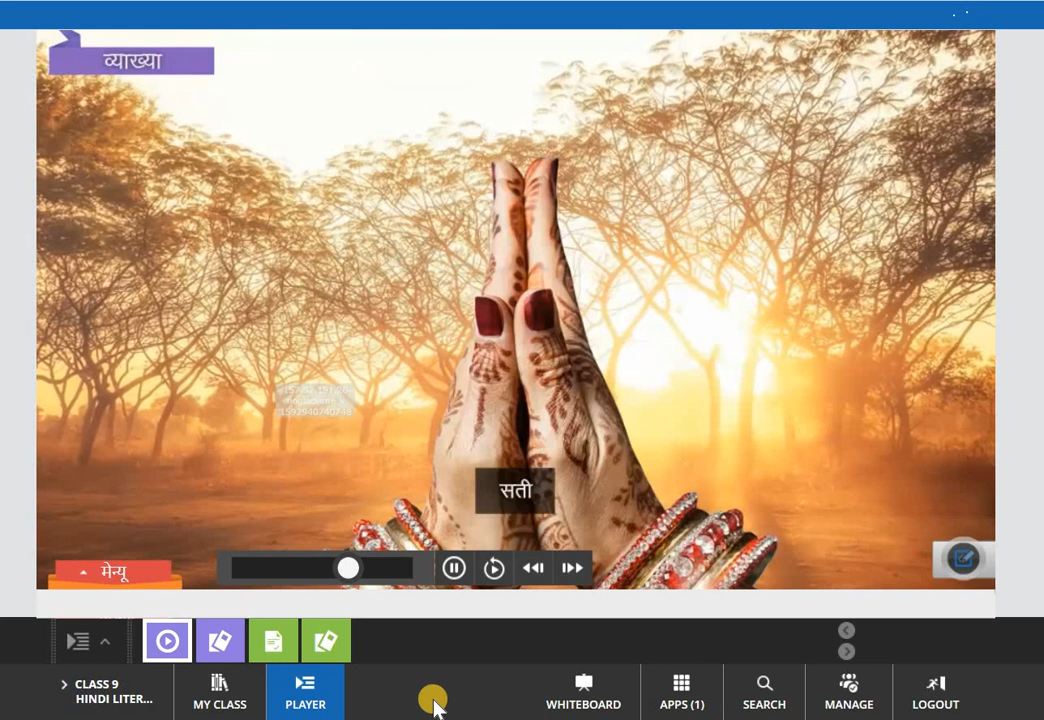 व्याख्या
सती
मेन्यू
CLASS 9
HINDI LITER...
MY CLASS
PLAYER
WHITEBOARD
APPS (1)
SEARCH
MANAGE
LOGOUT